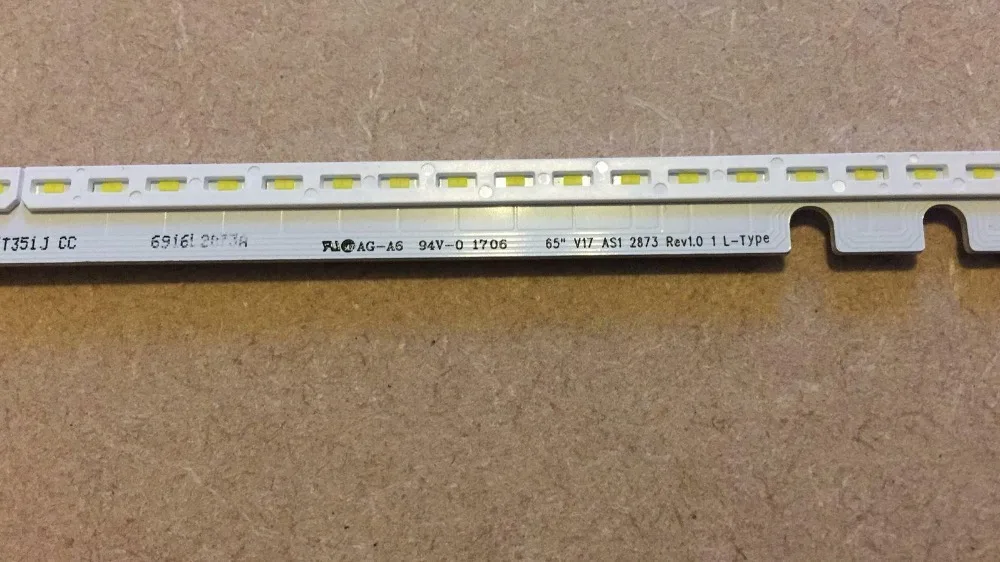 T351J CC 6916L2873A AG-A6 94V-0 1706 65" V17 AS1 2873 Rev1.0 1 L-Type